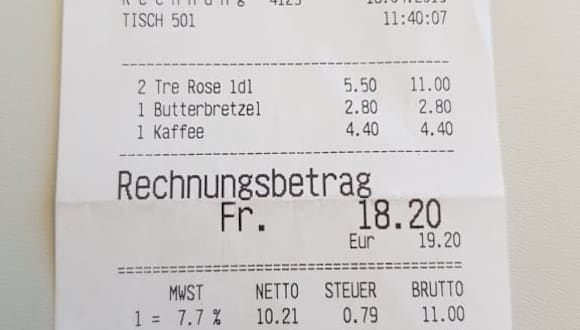 Rechnung 4125
TISCH 501 11:40:07
2 Tre Rose 1dl 5.50 11.00
1 Butterbretzel 2.80 2.80
1 Kaffee 4.40 4.40
Rechnungsbetrag
Fr. 18.20
Eur 19.20
MWST NETTO STEUER BRUTTO
1 = 7.7 % 10.21 0.79 11.00